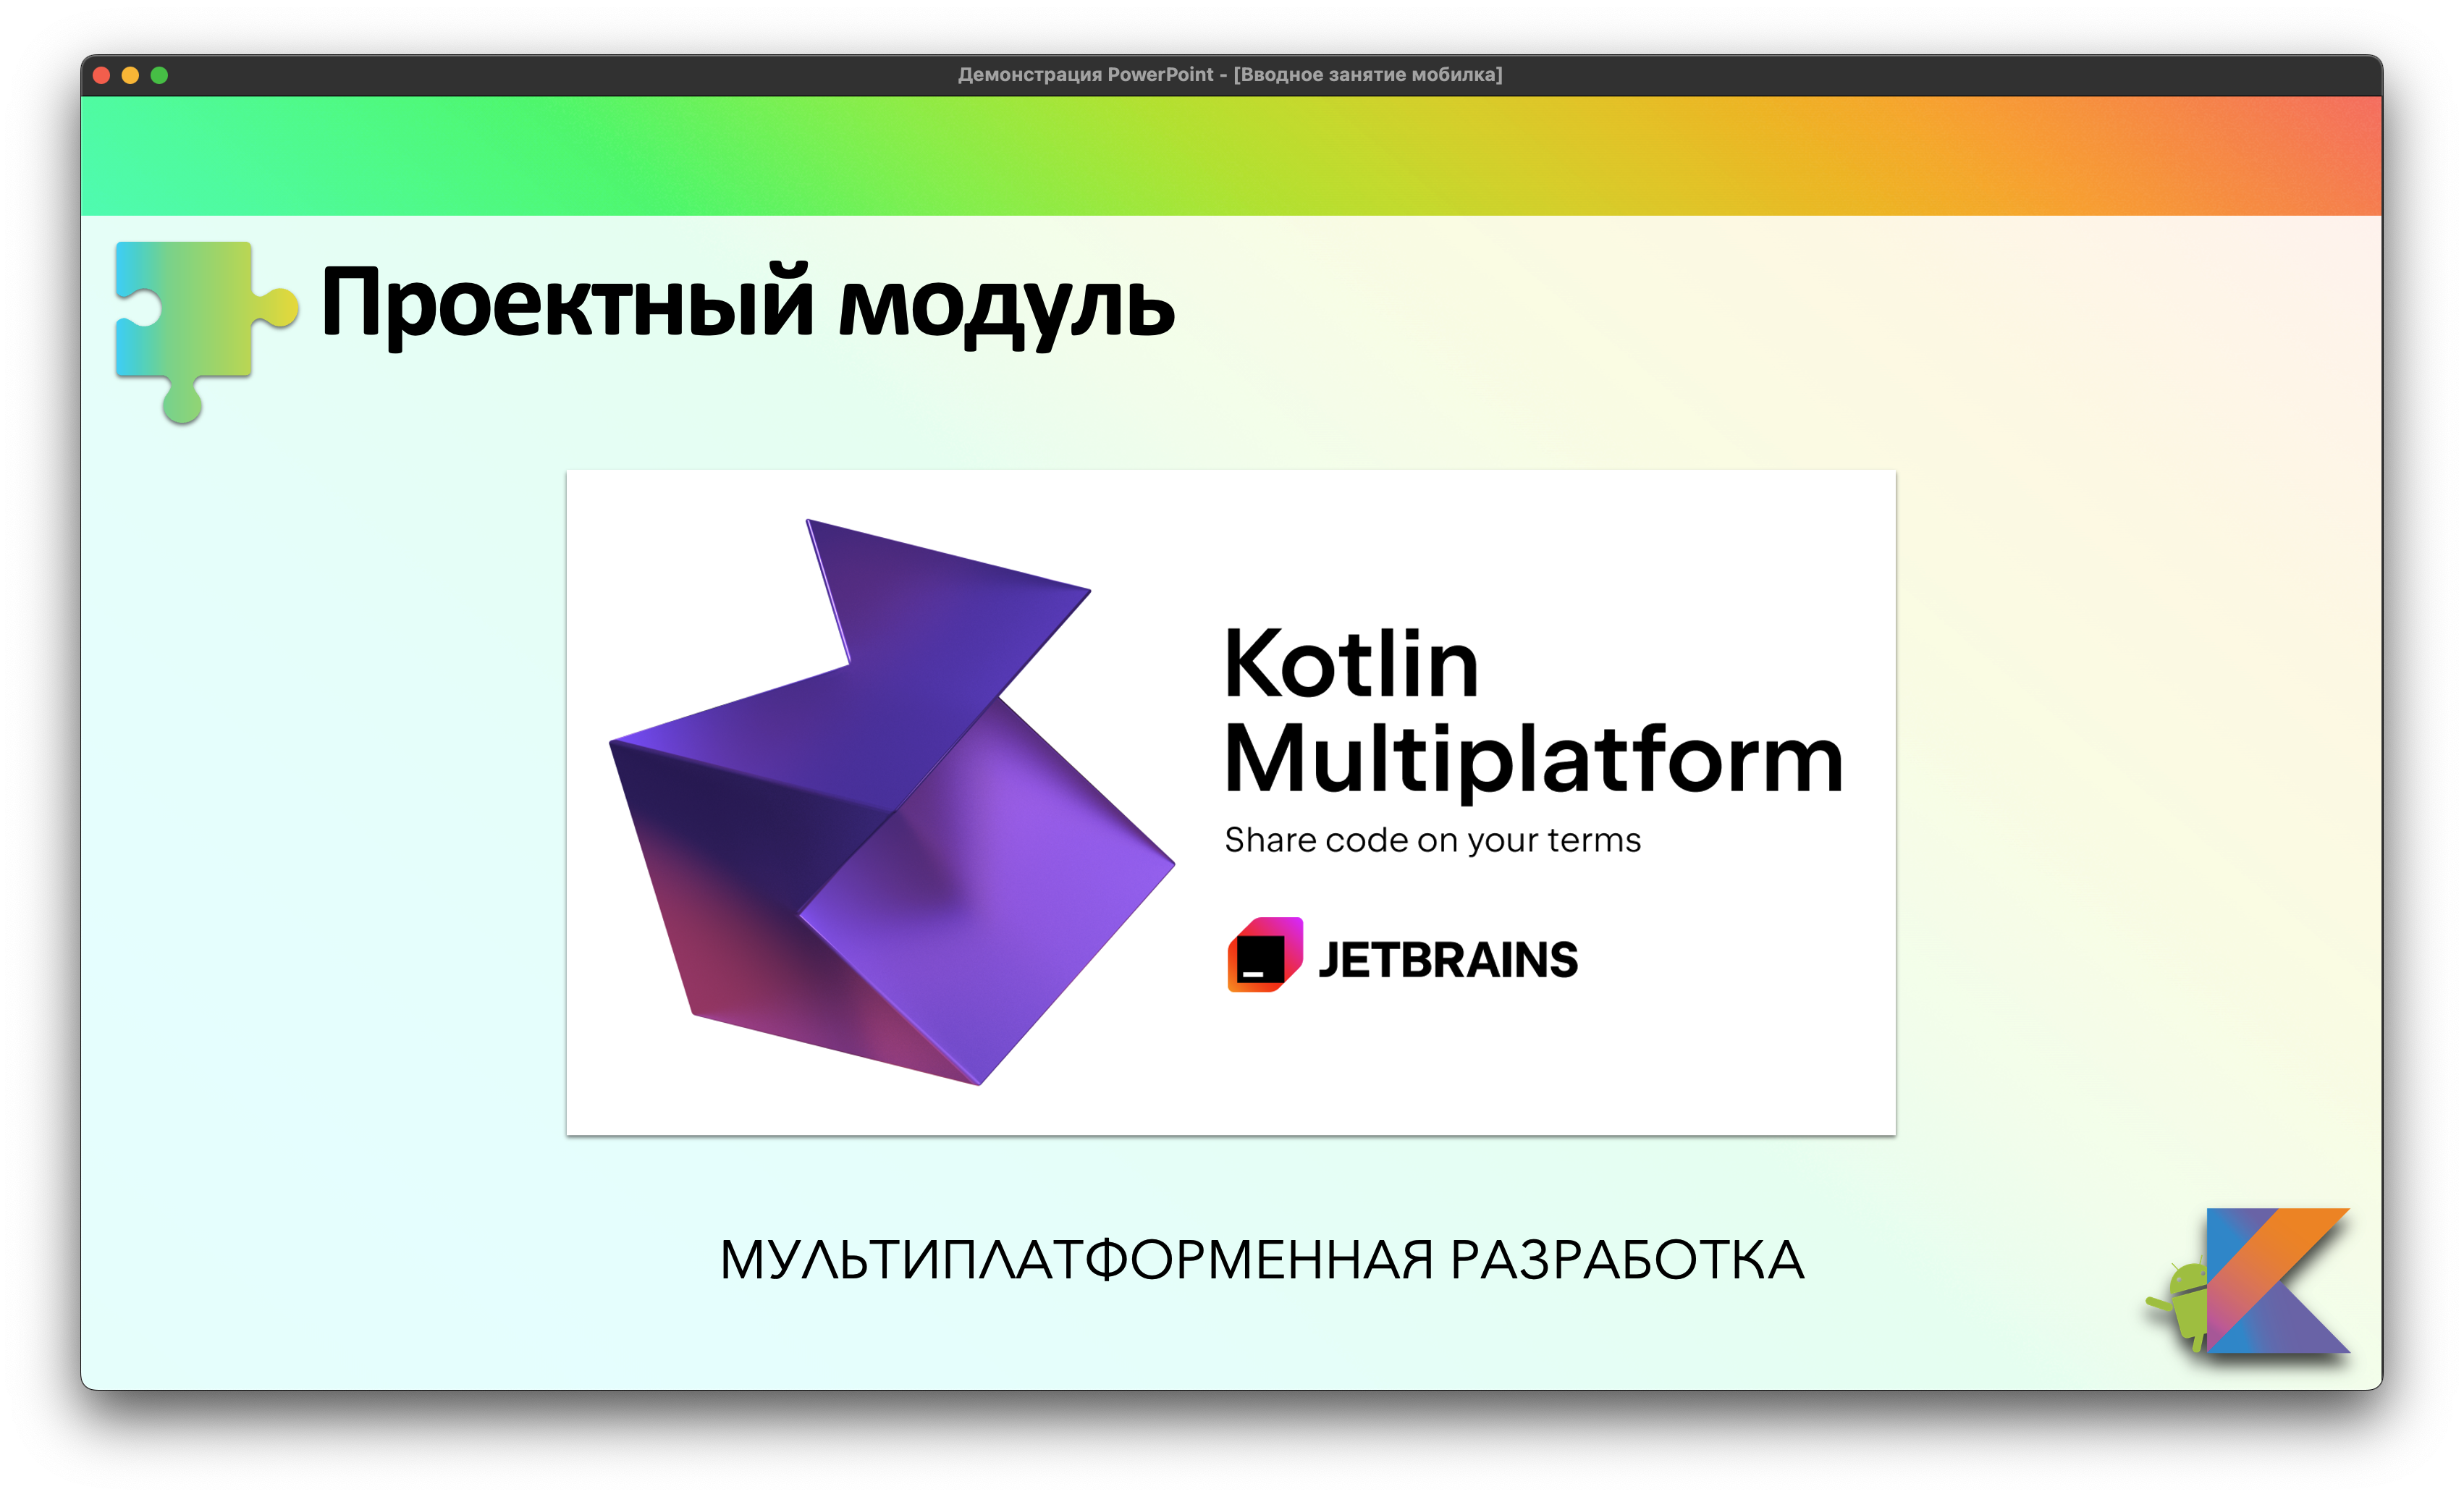 Демонстрация PowerPoint - [Вводное занятие мобилка]
Проектный модуль
Kotlin
Multiplatform
Share code on your terms
JETBRAINS
МУЛЬТИПЛАТФОРМЕННАЯ РАЗРАБОТКА